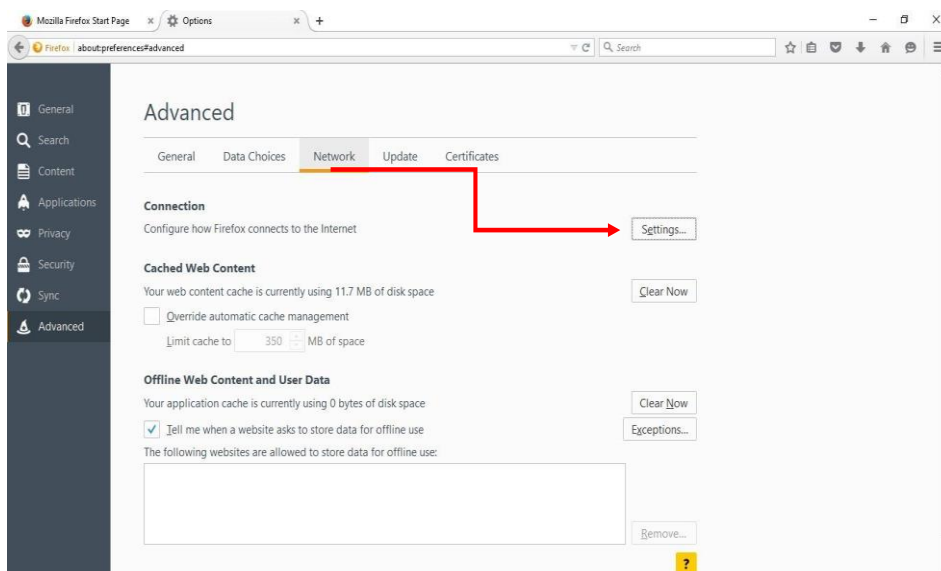 Mozilla Firefox Start Page × Options × +
Firefox about:preferences#advanced Search
General
Search
Content
Applications
Privacy
Security
Sync
Advanced
Advanced
General Data Choices Network Update Certificates
Connection
Configure how Firefox connects to the Internet Settings...
Cached Web Content
Your web content cache is currently using 11.7 MB of disk space Clear Now
Override automatic cache management
Limit cache to 350 MB of space
Offline Web Content and User Data
Your application cache is currently using 0 bytes of disk space Clear Now
Tell me when a website asks to store data for offline use Exceptions...
The following websites are allowed to store data for offline use:
Remove...
?